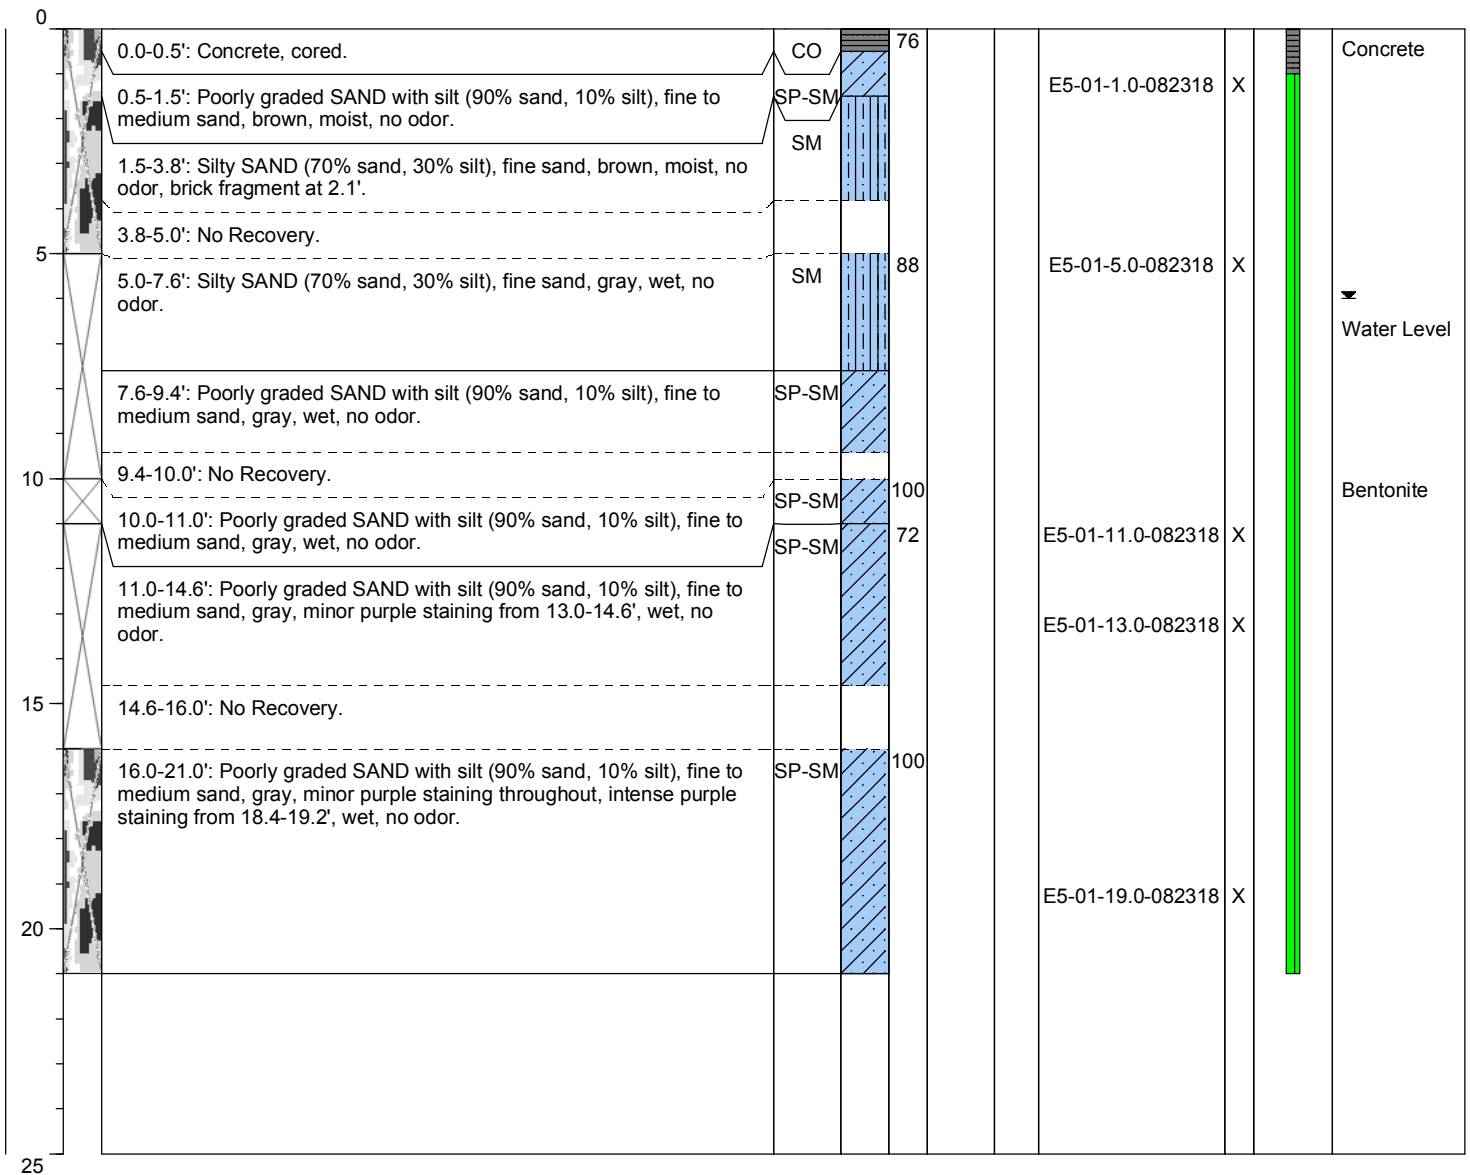 0
0.0-0.5': Concrete, cored.
CO
76
Concrete
E5-01-1.0-082318 X
0.5-1.5': Poorly graded SAND with silt (90% sand, 10% silt), fine to
medium sand, brown, moist, no odor.
SP-SM
SM
1.5-3.8': Silty SAND (70% sand, 30% silt), fine sand, brown, moist, no
odor, brick fragment at 2.1'.
3.8-5.0': No Recovery.
5
5.0-7.6': Silty SAND (70% sand, 30% silt), fine sand, gray, wet, no
odor.
SM
88
E5-01-5.0-082318 X
Water Level
7.6-9.4': Poorly graded SAND with silt (90% sand, 10% silt), fine to
medium sand, gray, wet, no odor.
SP-SM
9.4-10.0': No Recovery.
10
SP-SM
100
Bentonite
10.0-11.0': Poorly graded SAND with silt (90% sand, 10% silt), fine to
medium sand, gray, wet, no odor.
SP-SM
72
E5-01-11.0-082318 X
11.0-14.6': Poorly graded SAND with silt (90% sand, 10% silt), fine to
medium sand, gray, minor purple staining from 13.0-14.6', wet, no
odor.
E5-01-13.0-082318 X
15
14.6-16.0': No Recovery.
16.0-21.0': Poorly graded SAND with silt (90% sand, 10% silt), fine to
medium sand, gray, minor purple staining throughout, intense purple
staining from 18.4-19.2', wet, no odor.
SP-SM
100
E5-01-19.0-082318 X
20
25